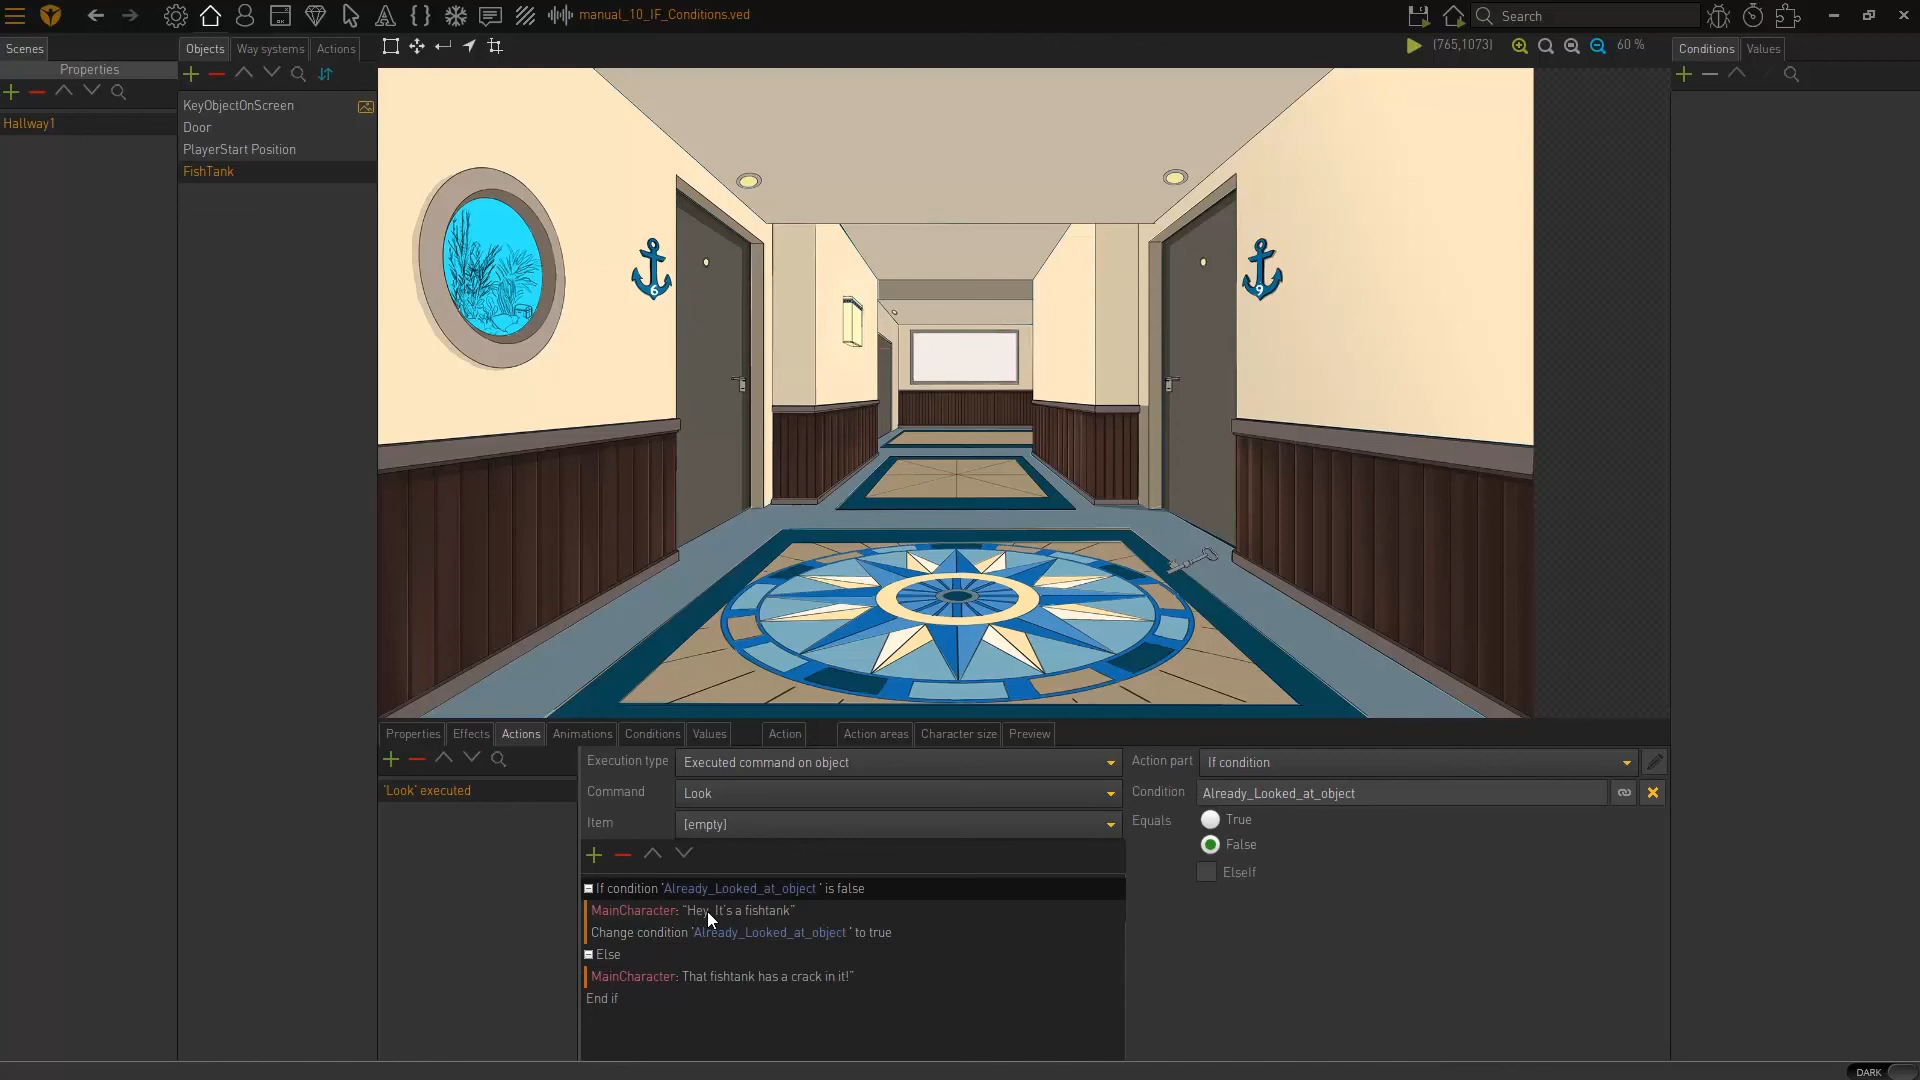 manual_10_IF_Conditions.ved
Search
Scenes
Objects
Way systems
Actions
(765,1073)
60 %
Conditions
Values
Properties
KeyObjectOnScreen
Hallway1
Door
PlayerStart Position
FishTank
6
9
Properties
Effects
Actions
Animations
Conditions
Values
Action
Action areas
Character size
Preview
Execution type
Executed command on object
Action part
If condition
'Look' executed
Command
Look
Condition
Already_Looked_at_object
Item
[empty]
Equals
True
False
ElseIf
If condition 'Already_Looked_at_object ' is false
MainCharacter: "Hey, It's a fishtank"
Change condition 'Already_Looked_at_object ' to true
Else
MainCharacter: That fishtank has a crack in it!"
End if
DARK